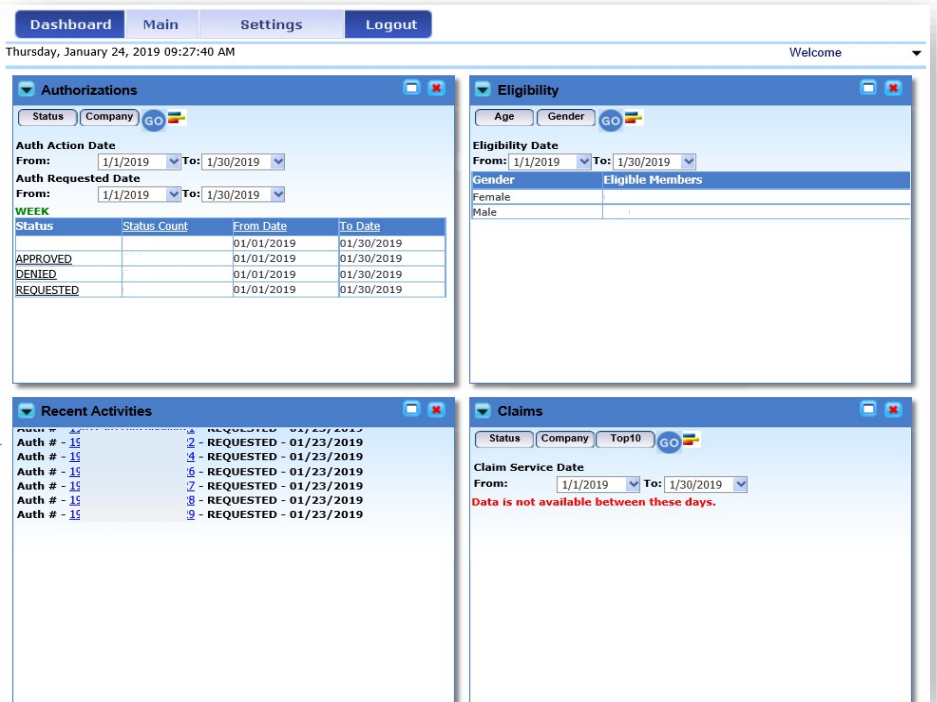 Dashboard Main Settings Logout
Thursday, January 24, 2019 09:27:40 AM
Welcome
Authorizations
Status Company GO
Auth Action Date
From: 1/1/2019 To: 1/30/2019
Auth Requested Date
From: 1/1/2019 To: 1/30/2019
WEEK
Status Status Count From Date To Date
01/01/2019 01/30/2019
APPROVED 01/01/2019 01/30/2019
DENIED 01/01/2019 01/30/2019
REQUESTED 01/01/2019 01/30/2019
Eligibility
Age Gender GO
Eligibility Date
From: 1/1/2019 To: 1/30/2019
Gender Eligible Members
Female
Male
Recent Activities
Auth # - REQUESTED - 01/23/2019
Auth # - 19 2 - REQUESTED - 01/23/2019
Auth # - 19 4 - REQUESTED - 01/23/2019
Auth # - 19 6 - REQUESTED - 01/23/2019
Auth # - 19 7 - REQUESTED - 01/23/2019
Auth # - 19 8 - REQUESTED - 01/23/2019
Auth # - 19 9 - REQUESTED - 01/23/2019
Claims
Status Company Top10 GO
Claim Service Date
From: 1/1/2019 To: 1/30/2019
Data is not available between these days.